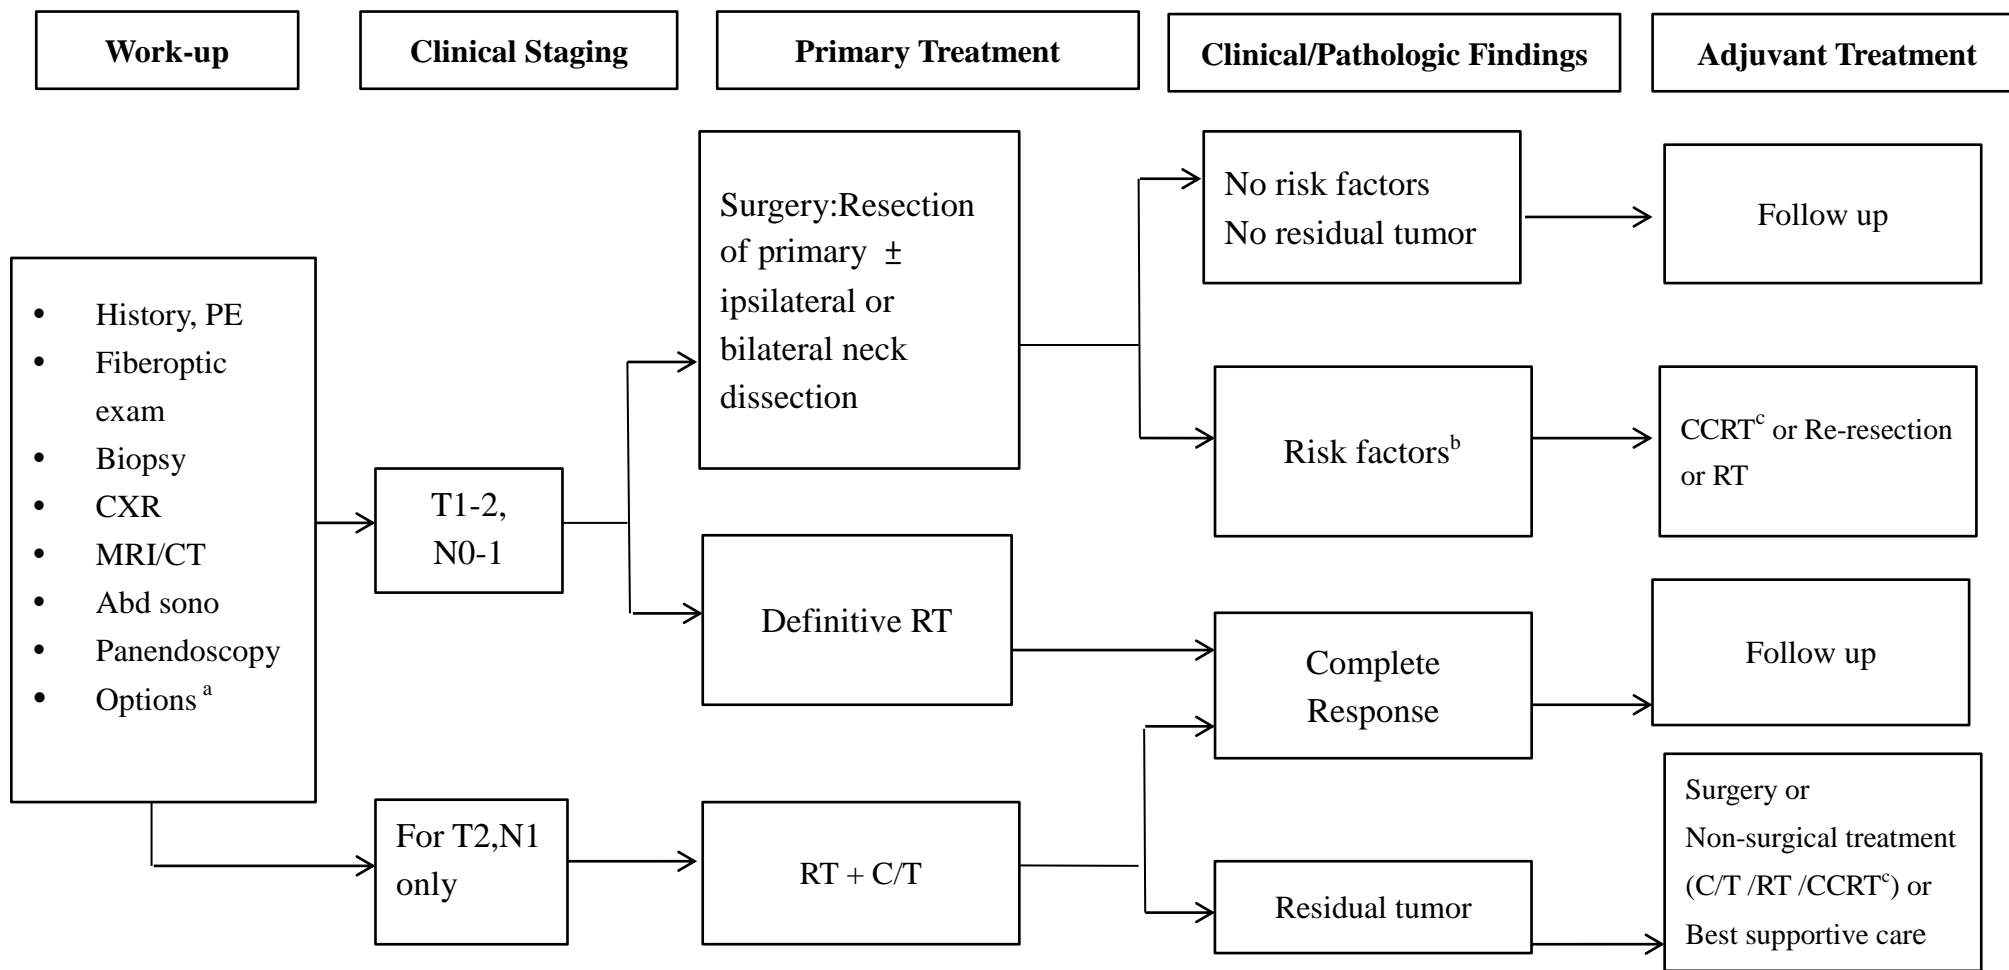 Work-up
Clinical Staging
Primary Treatment
Clinical/Pathologic Findings
Adjuvant Treatment
• History, PE
• Fiberoptic
exam
• Biopsy
• CXR
• MRI/CT
• Abd sono
• Panendoscopy
• Options a
T1-2,
N0-1
For T2,N1
only
Surgery:Resection
of primary ±
ipsilateral or
bilateral neck
dissection
Definitive RT
RT + C/T
No risk factors
No residual tumor
Risk factors b
Complete
Response
Residual tumor
Follow up
CCRT c or Re-resection
or RT
Follow up
Surgery or
Non-surgical treatment
(C/T /RT /CCRT c) or
Best supportive care